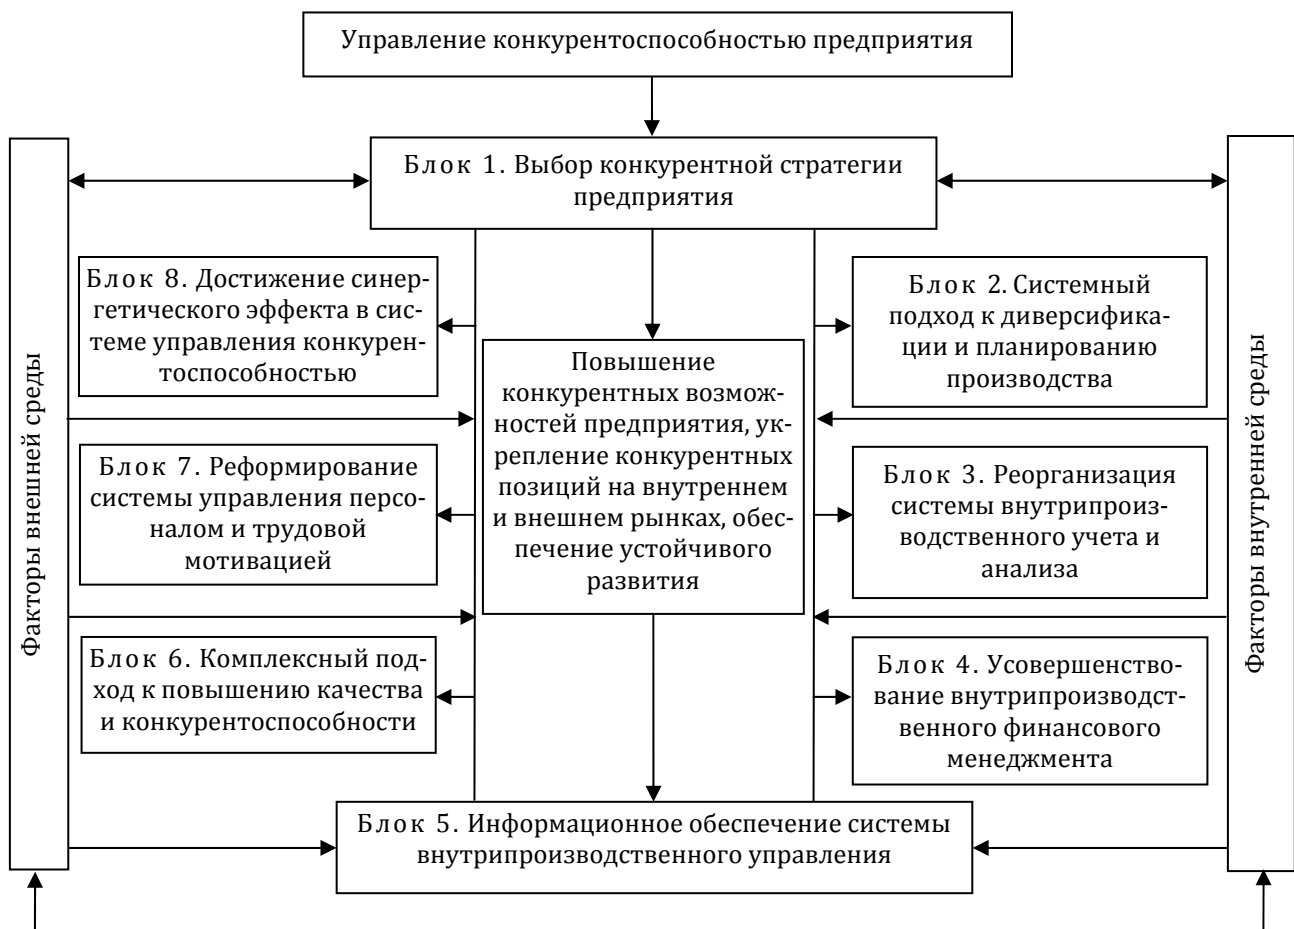 Управление конкурентоспособностью предприятия
Блок 1. Выбор конкурентной стратегии
предприятия
Факторы внешней среды
Блок 8. Достижение синер-
гетического эффекта в сис-
теме управления конкурен-
тоспособностью
Блок 7. Реформирование
системы управления персо-
налом и трудовой
мотивацией
Блок 6. Комплексный под-
ход к повышению качества
и конкурентоспособности
Повышение
конкурентных возмож-
ностей предприятия, ук-
репление конкурентных
позиций на внутреннем
и внешнем рынках, обес-
печение устойчивого
развития
Блок 2. Системный
подход к диверсифика-
ции и планированию
производства
Блок 3. Реорганизация
системы внутрипроиз-
водственного учета и
анализа
Блок 4. Усовершенство-
вание внутрипроизводст-
венного финансового
менеджмента
Факторы внутренней среды
Блок 5. Информационное обеспечение системы
внутрипроизводственного управления